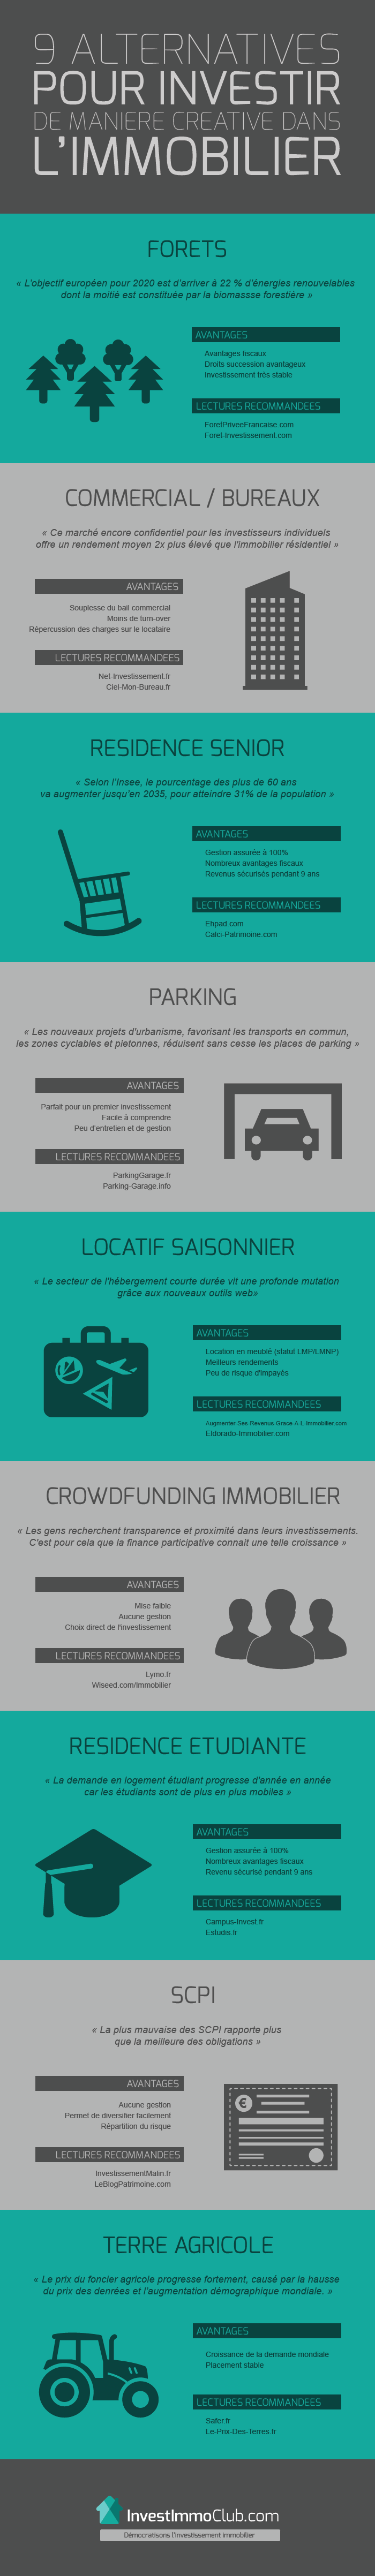 9 ALTERNATIVES
POUR INVESTIR
DE MANIERE CREATIVE DANS
L'IMMOBILIER
FORETS
« L'objectif européen pour 2020 est d'arriver à 22 % d'énergies renouvelables
dont la moitié est constituée par la biomassse forestière »
AVANTAGES
Avantages fiscaux
Droits succession avantageux
Investissement très stable
LECTURES RECOMMANDEES
ForetPriveeFrancaise.com
Foret-Investissement.com
COMMERCIAL / BUREAUX
« Ce marché encore confidentiel pour les investisseurs individuels
offre un rendement moyen 2x plus élevé que l'immobilier résidentiel »
AVANTAGES
Souplesse du bail commercial
Moins de turn-over
Répercussion des charges sur le locataire
LECTURES RECOMMANDEES
Net-Investissement.fr
Ciel-Mon-Bureau.fr
RESIDENCE SENIOR
« Selon l'Insee, le pourcentage des plus de 60 ans
va augmenter jusqu'en 2035, pour atteindre 31% de la population »
AVANTAGES
Gestion assurée à 100%
Nombreux avantages fiscaux
Revenus sécurisés pendant 9 ans
LECTURES RECOMMANDEES
Ehpad.com
Calci-Patrimoine.com
PARKING
« Les nouveaux projets d'urbanisme, favorisant les transports en commun,
les zones cyclables et pietonnes, réduisent sans cesse les places de parking »
AVANTAGES
Parfait pour un premier investissement
Facile à comprendre
Peu d'entretien et de gestion
LECTURES RECOMMANDEES
ParkingGarage.fr
Parking-Garage.info
LOCATIF SAISONNIER
« Le secteur de l'hébergement courte durée vit une profonde mutation
grâce aux nouveaux outils web»
AVANTAGES
Location en meublé (statut LMP/LMNP)
Meilleurs rendements
Peu de risque d'impayés
LECTURES RECOMMANDEES
Augmenter-Ses-Revenus-Grace-A-L-Immobilier.com
Eldorado-Immobilier.com
CROWDFUNDING IMMOBILIER
« Les gens recherchent transparence et proximité dans leurs investissements.
C'est pour cela que la finance participative connait une telle croissance »
AVANTAGES
Mise faible
Aucune gestion
Choix direct de l'investissement
LECTURES RECOMMANDEES
Lymo.fr
Wiseed.com/Immobilier
RESIDENCE ETUDIANTE
« La demande en logement étudiant progresse d'année en année
car les étudiants sont de plus en plus mobiles »
AVANTAGES
Gestion assurée à 100%
Nombreux avantages fiscaux
Revenu sécurisé pendant 9 ans
LECTURES RECOMMANDEES
Campus-Invest.fr
Estudis.fr
SCPI
« La plus mauvaise des SCPI rapporte plus
que la meilleure des obligations »
AVANTAGES
Aucune gestion
Permet de diversifier facilement
Répartition du risque
€
LECTURES RECOMMANDEES
InvestissementMalin.fr
LeBlogPatrimoine.com
TERRE AGRICOLE
« Le prix du foncier agricole progresse fortement, causé par la hausse
du prix des denrées et l'augmentation démographique mondiale. »
AVANTAGES
Croissance de la demande mondiale
Placement stable
LECTURES RECOMMANDEES
Safer.fr
Le-Prix-Des-Terres.fr
InvestImmoClub.com
Démocratisons l'Investissement Immobilier